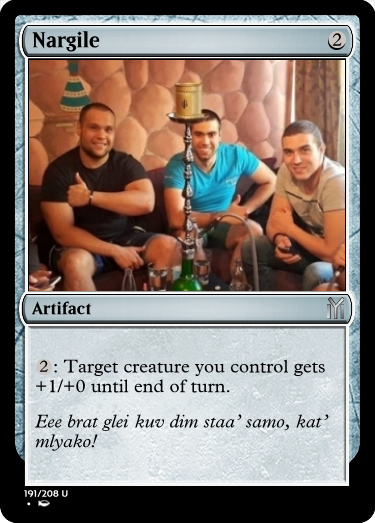 Nargile 2
Artifact
2: Target creature you control gets
+1/+0 until end of turn.
Eee brat glei kuv dim staa' samo, kat'
mlyako!
191/208 U